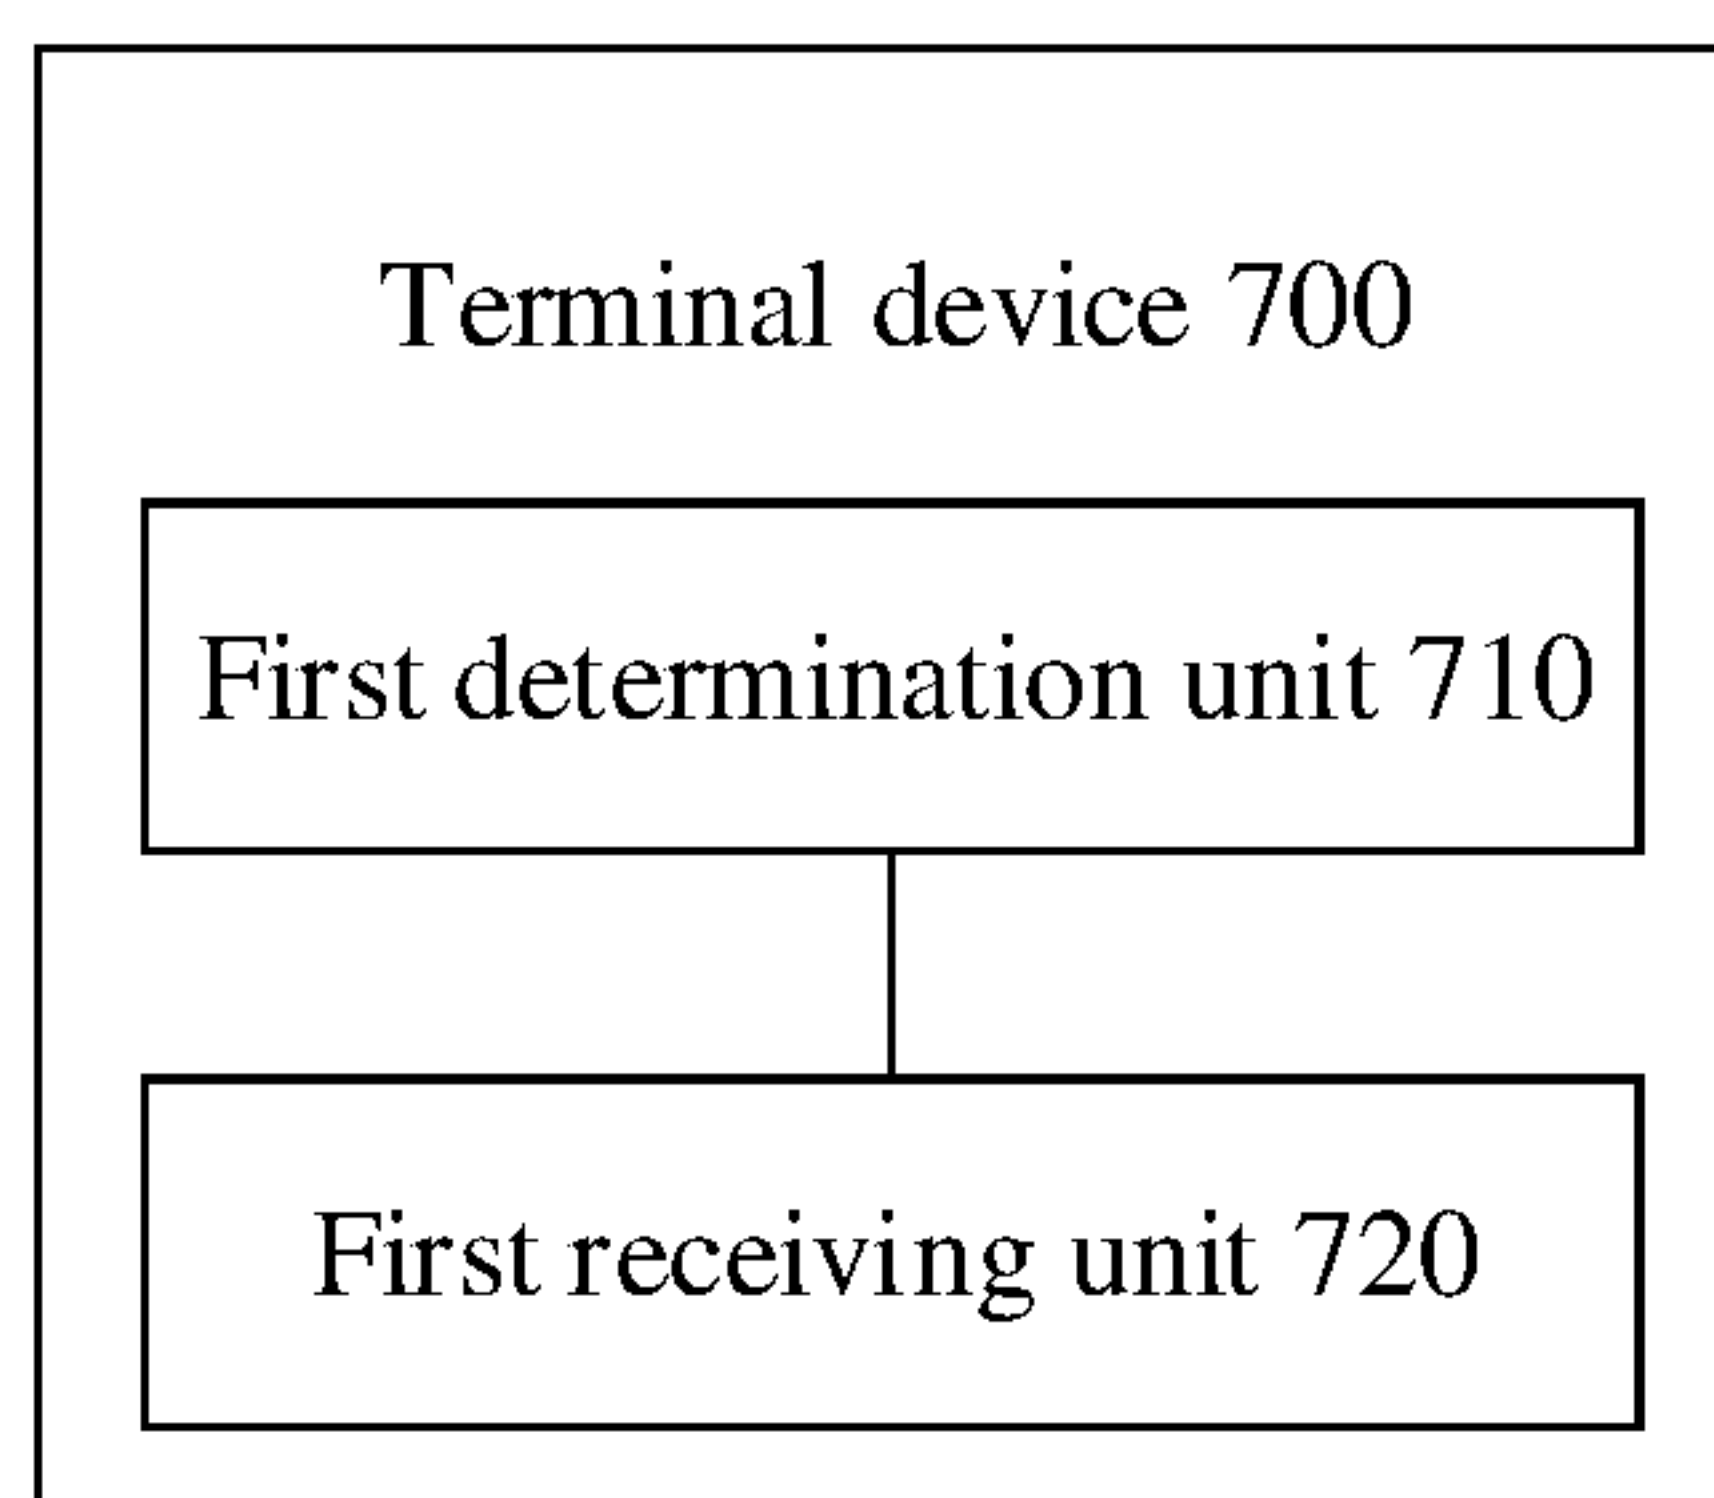 Terminal device 700
First determination unit 710
First receiving unit 720